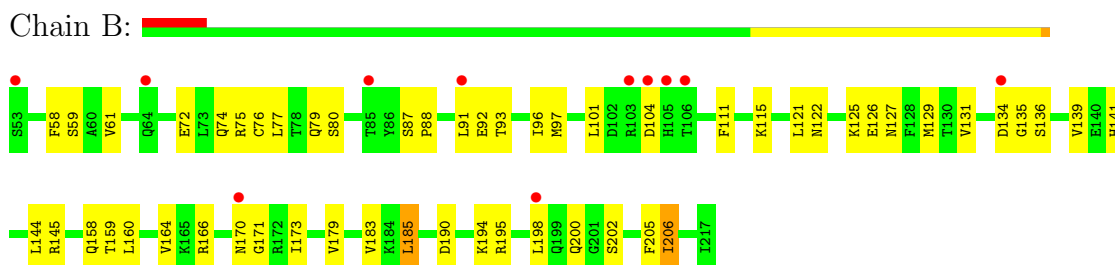 Chain B:
S53 F58 S59 A60 V61 Q64 E72 L73 Q74 R75 C76 L77 T78 Q79 S80 T85 Y86 S87 P88 L91 E92 T93 I96 M97 L101 D102 R103 D104 H105 T106 F111 K115 L121 N122 K125 E126 N127 F128 M129 T130 V131 D134 G135 S136 V139 E140 H141
L144 R145 Q158 T159 L160 V164 K165 R166 N170 G171 R172 I173 V179 V183 K184 L185 D190 K194 R195 L198 Q199 Q200 G201 S202 F205 I206 I217